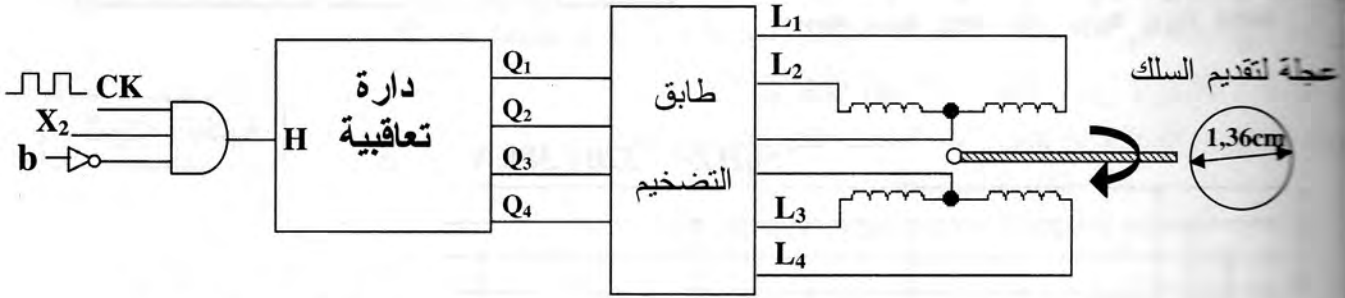 CK
X₂
b
H
دارة
تعاقبية
Q₁
Q₂
Q₃
Q₄
طابق
التضخيم
L₁
L₂
L₃
L₄
عجلة لتقديم السلك
1,36cm